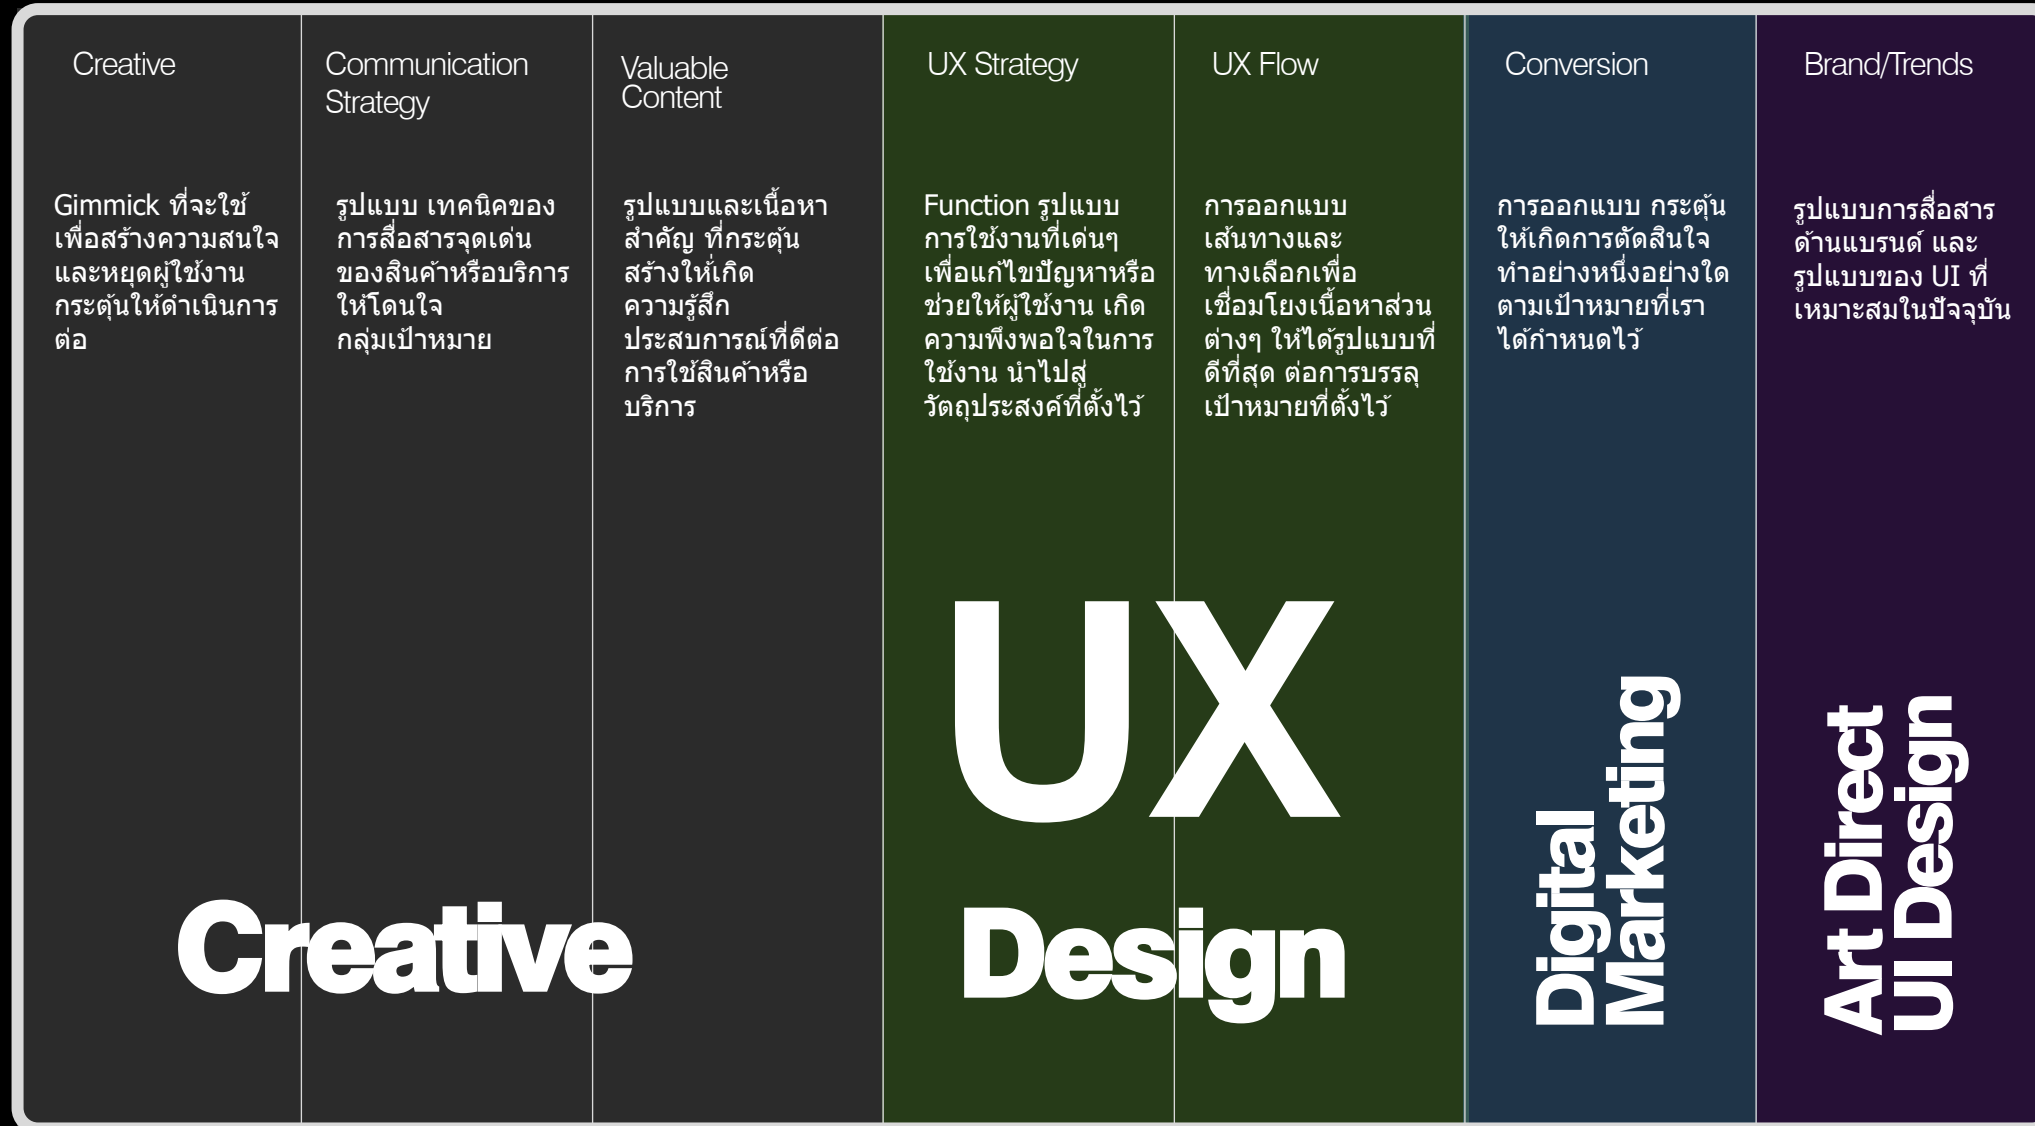 Creative
Gimmick ที่จะใช้
เพื่อสร้างความสนใจ
และหยุดผู้ใช้งาน
กระตุ้นให้ดำเนินการ
ต่อ
Communication
Strategy
รูปแบบ เทคนิคของ
การสื่อสารจุดเด่น
ของสินค้าหรือบริการ
ให้โดนใจ
กลุ่มเป้าหมาย
Valuable
Content
รูปแบบและเนื้อหา
สำคัญ ที่กระตุ้น
สร้างให้่เกิด
ความรู้สึก
ประสบการณ์ที่ดีต่อ
การใช้สินค้าหรือ
บริการ
Creative
UX Strategy
Function รูปแบบ
การใช้งานที่เด่นๆ
เพื่อแก้ไขปัญหาหรือ
ช่วยให้ผู้ใช้งาน เกิด
ความพึงพอใจในการ
ใช้งาน นำไปสู่
วัตถุประสงค์ที่ตั้งไว้
UX Flow
การออกแบบ
เส้นทางและ
ทางเลือกเพื่อ
เชื่อมโยงเนื้อหาส่วน
ต่างๆ ให้ได้รูปแบบที่
ดีที่สุด ต่อการบรรลุ
เป้าหมายที่ตั้งไว้
UX
Design
Conversion
การออกแบบ กระตุ้น
ให้เกิดการตัดสินใจ
ทำอย่างหนึ่งอย่างใด
ตามเป้าหมายที่เรา
ได้กำหนดไว้
Digital
Marketing
Brand/Trends
รูปแบบการสื่อสาร
ด้านแบรนด์ และ
รูปแบบของ UI ที่
เหมาะสมในปัจจุบัน
Art Direct
UI Design